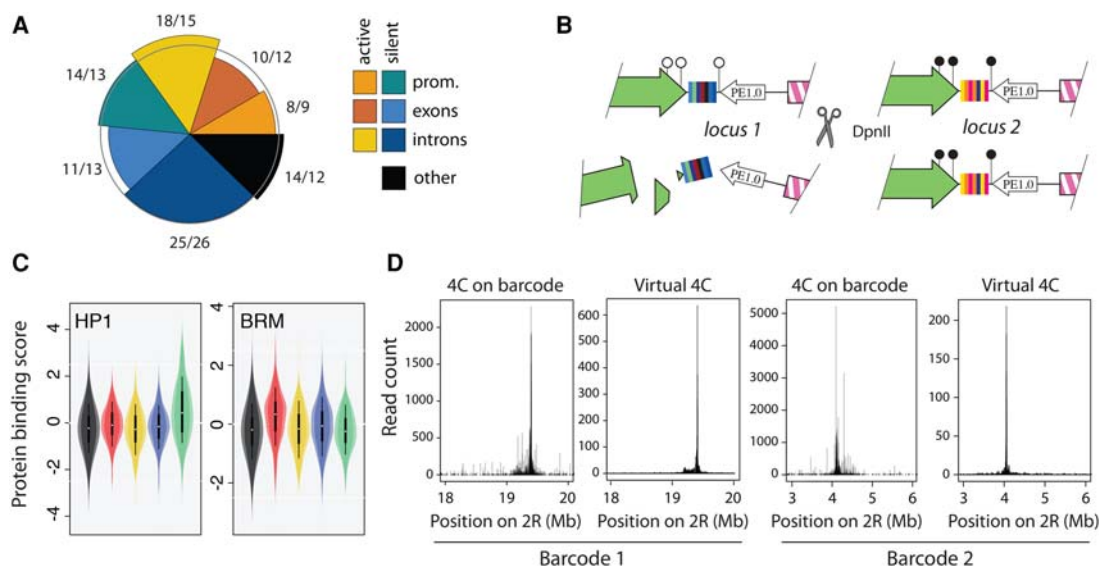 A
18/15
10/12
8/9
14/12
25/26
11/13
14/13
active
silent
prom.
exons
introns
other
B
PE1.0
locus 1
PE1.0
locus 2
DpnII
PE1.0
PE1.0
C
Protein binding score
HP1
4
2
0
-2
-4
BRM
4
2
0
-2
D
Read count
4C on barcode
2000
1500
1000
500
0
18 19 20
Position on 2R (Mb)
Virtual 4C
600
500
400
300
200
100
0
18 19 20
Position on 2R (Mb)
Barcode 1
4C on barcode
5000
4000
3000
2000
1000
0
3 4 5 6
Position on 2R (Mb)
Virtual 4C
200
150
100
50
0
3 4 5 6
Position on 2R (Mb)
Barcode 2